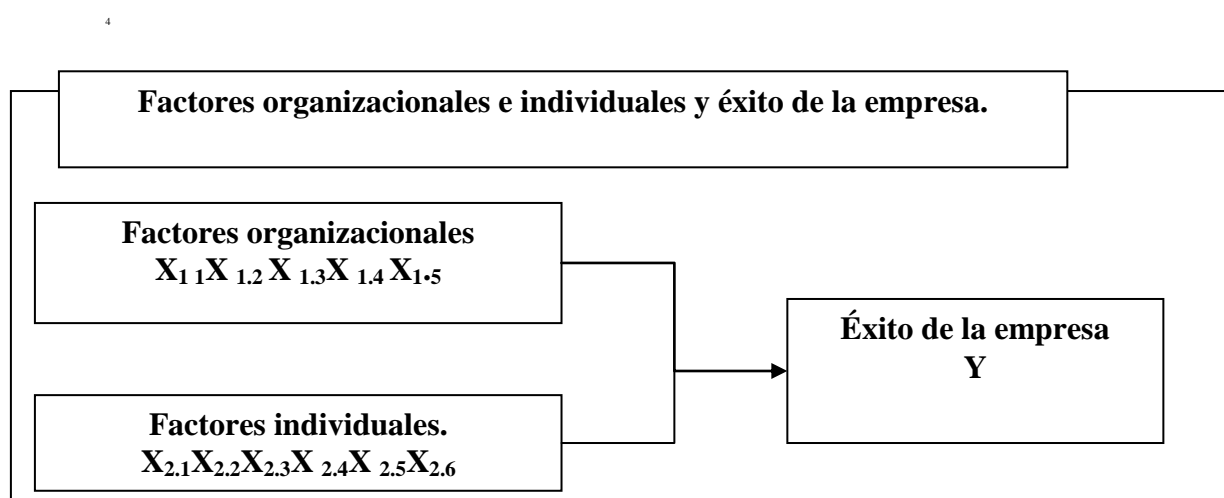 4
Factores organizacionales e individuales y éxito de la empresa.
Factores organizacionales
X₁ ₁X ₁.₂ X ₁.₃X ₁.₄ X₁•₅
Éxito de la empresa
Y
Factores individuales.
X₂.₁X₂.₂X₂.₃X ₂.₄X ₂.₅X₂.₆